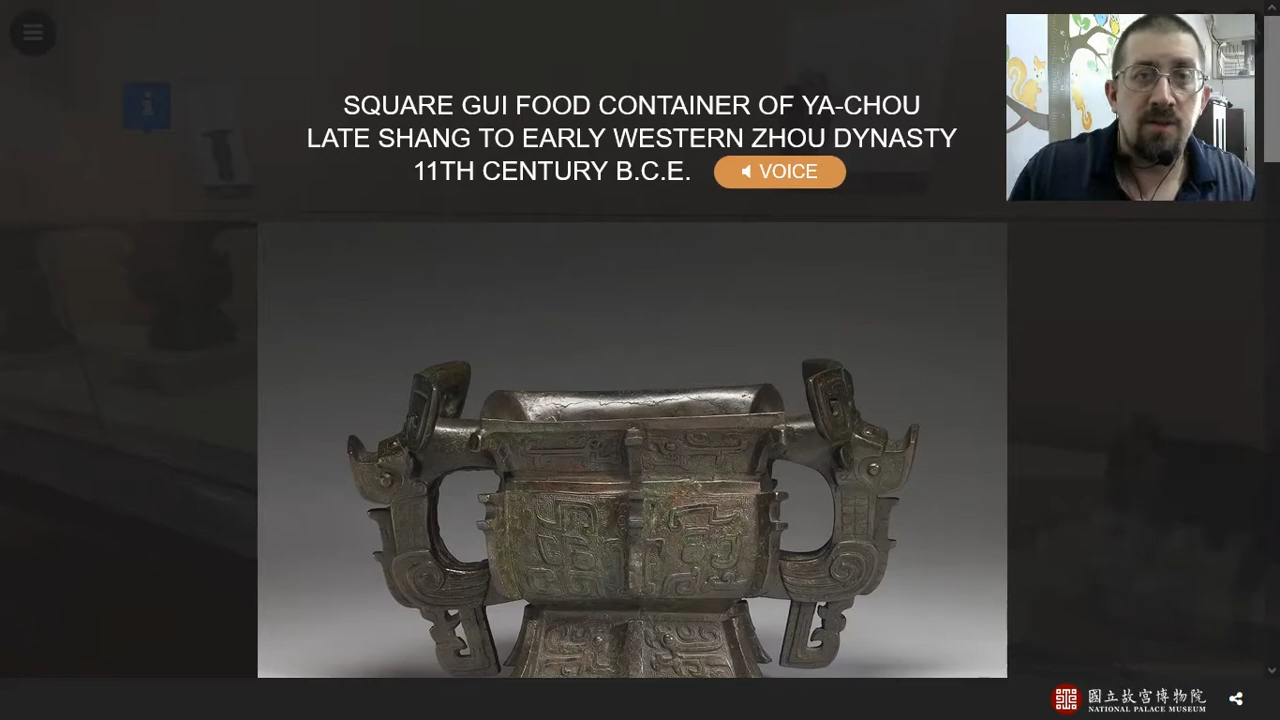 SQUARE GUI FOOD CONTAINER OF YA-CHOU
LATE SHANG TO EARLY WESTERN ZHOU DYNASTY
11TH CENTURY B.C.E. VOICE
國立故宮博物院
NATIONAL PALACE MUSEUM